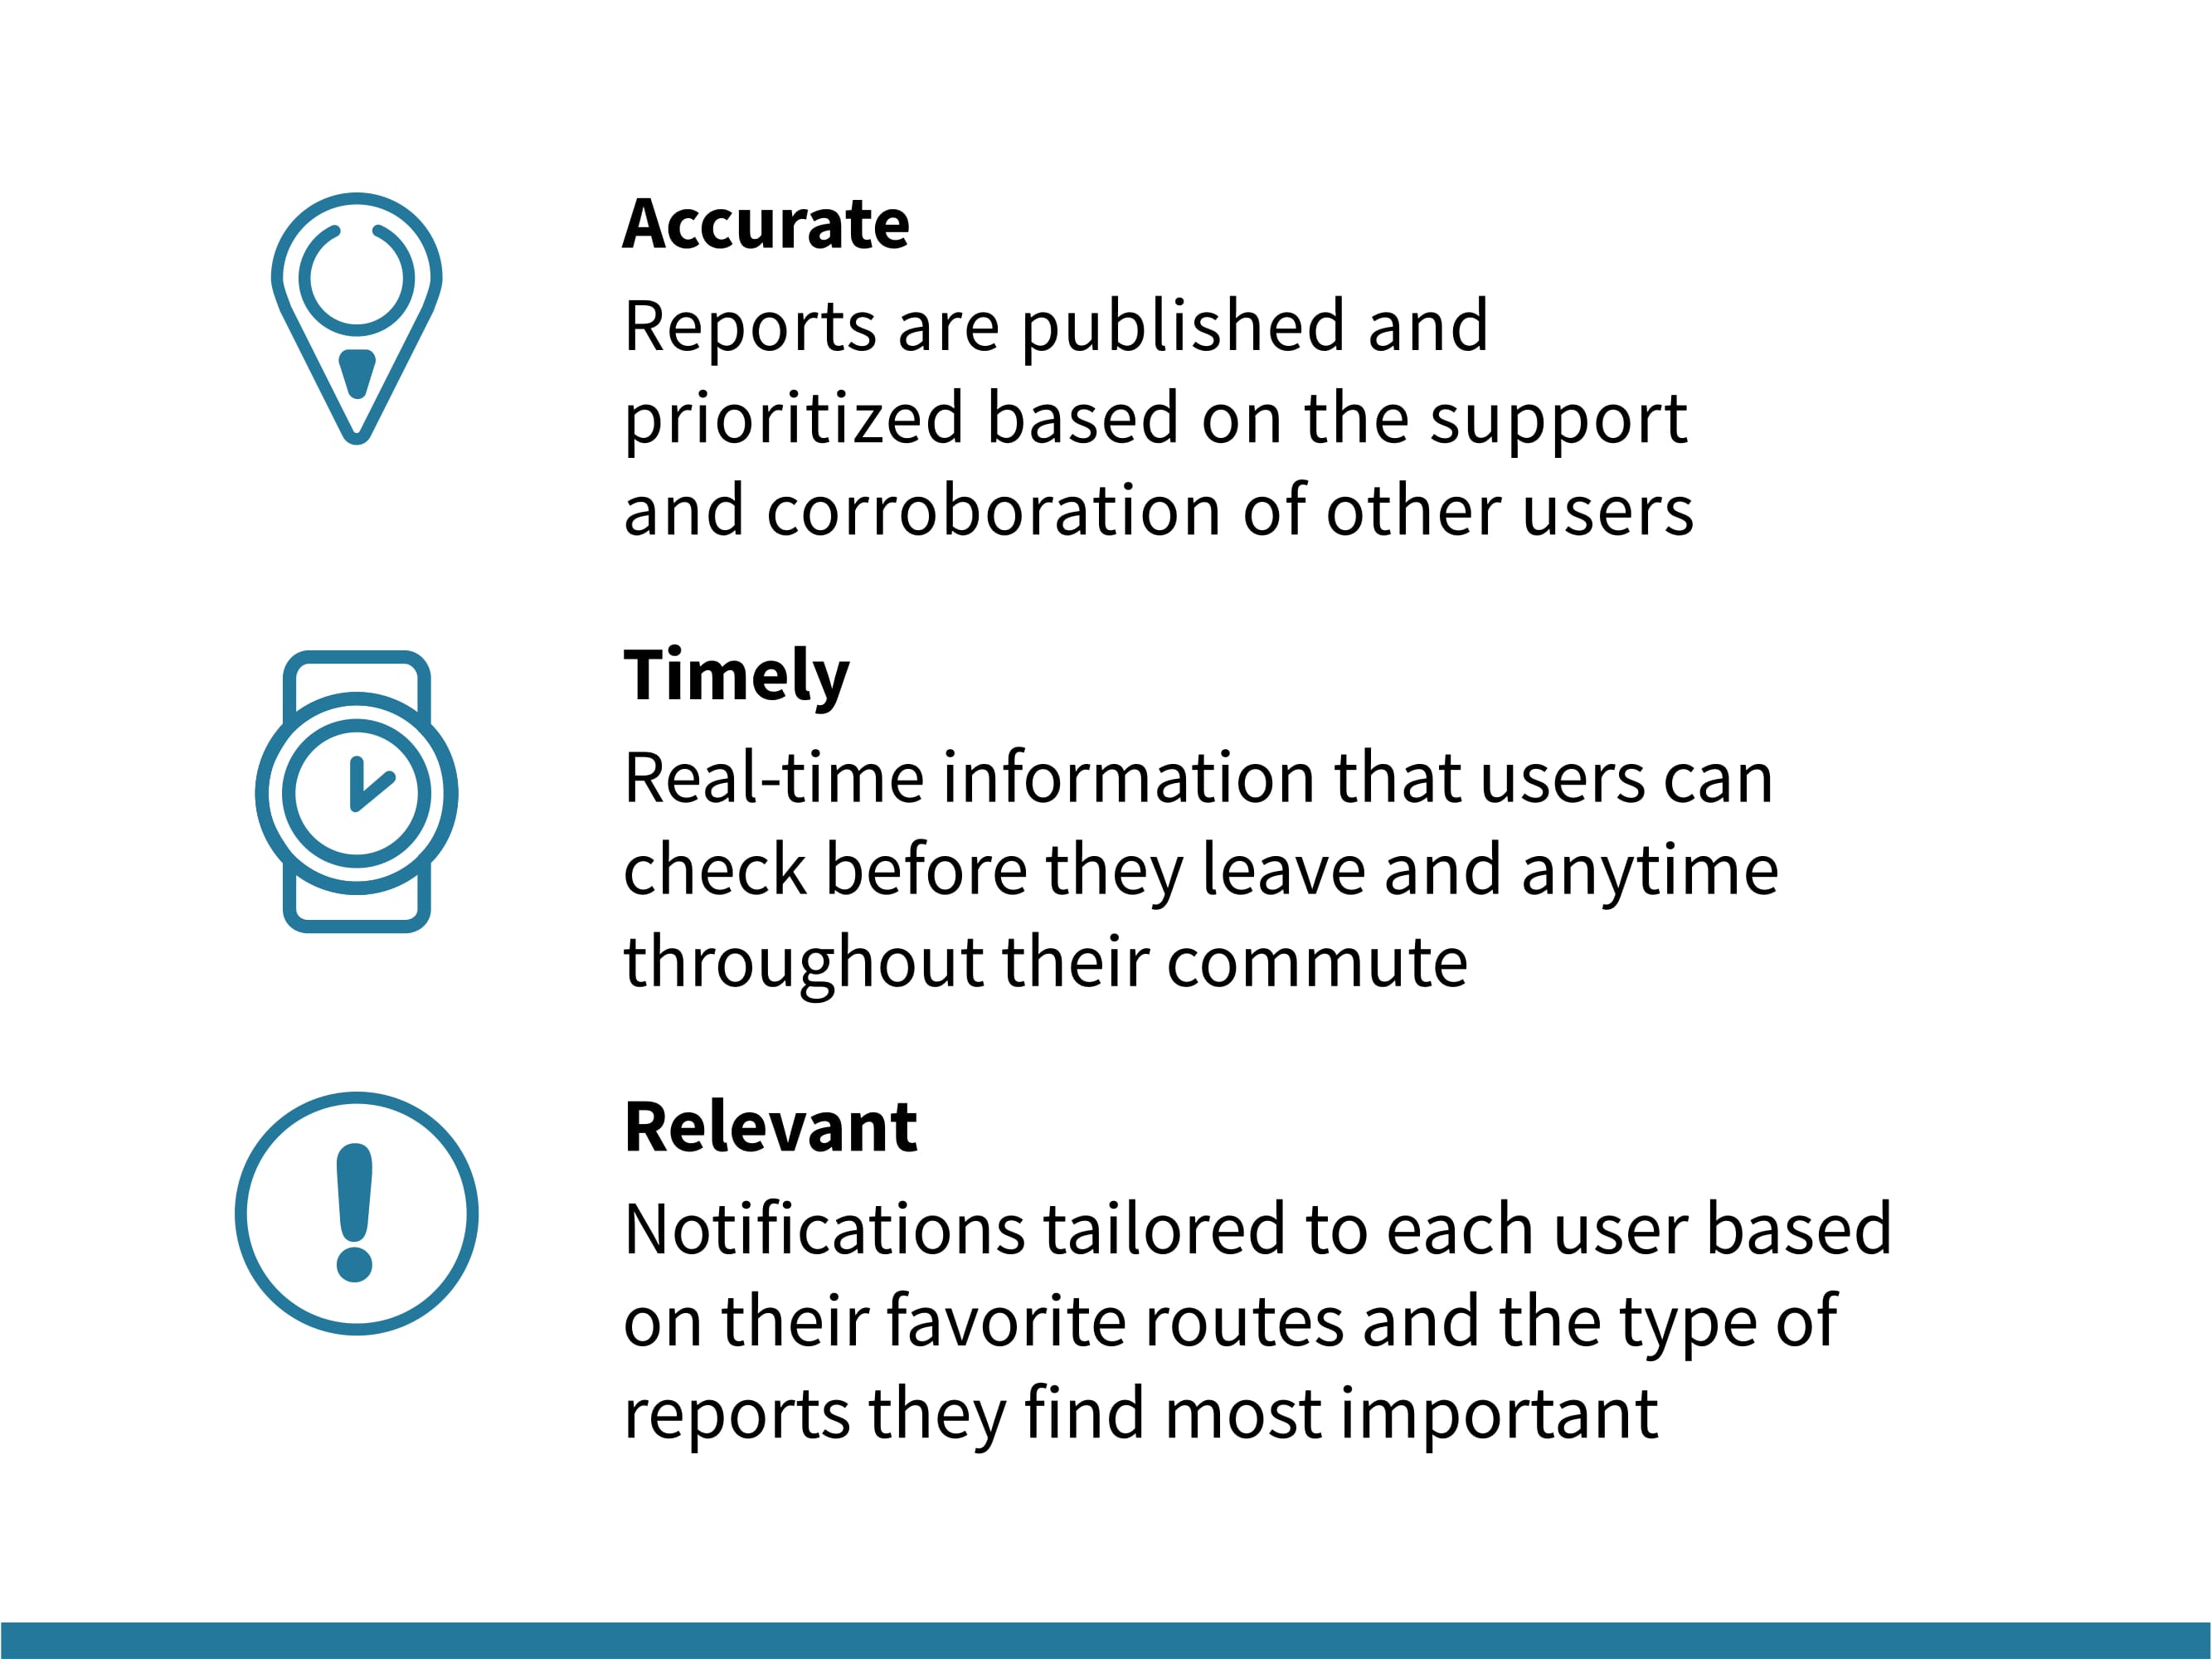 Accurate
Reports are published and
prioritized based on the support
and corroboration of other users
Timely
Real-time information that users can
check before they leave and anytime
throughout their commute
Relevant
Notifications tailored to each user based
on their favorite routes and the type of
reports they find most important